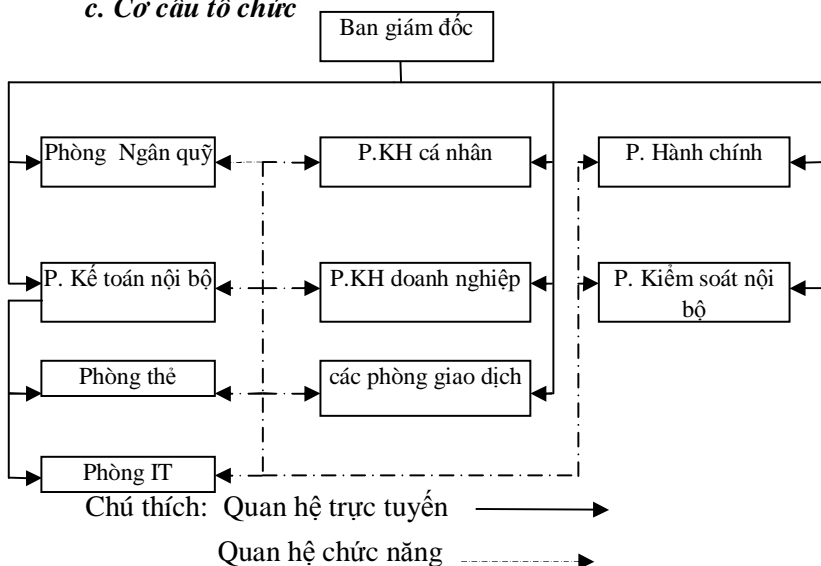 c. Cơ cấu tổ chức
Ban giám đốc
Phòng Ngân quỹ
P.KH cá nhân
P. Hành chính
P. Kế toán nội bộ
P.KH doanh nghiệp
P. Kiểm soát nội
bộ
Phòng thẻ
các phòng giao dịch
Phòng IT
Chú thích: Quan hệ trực tuyến
Quan hệ chức năng